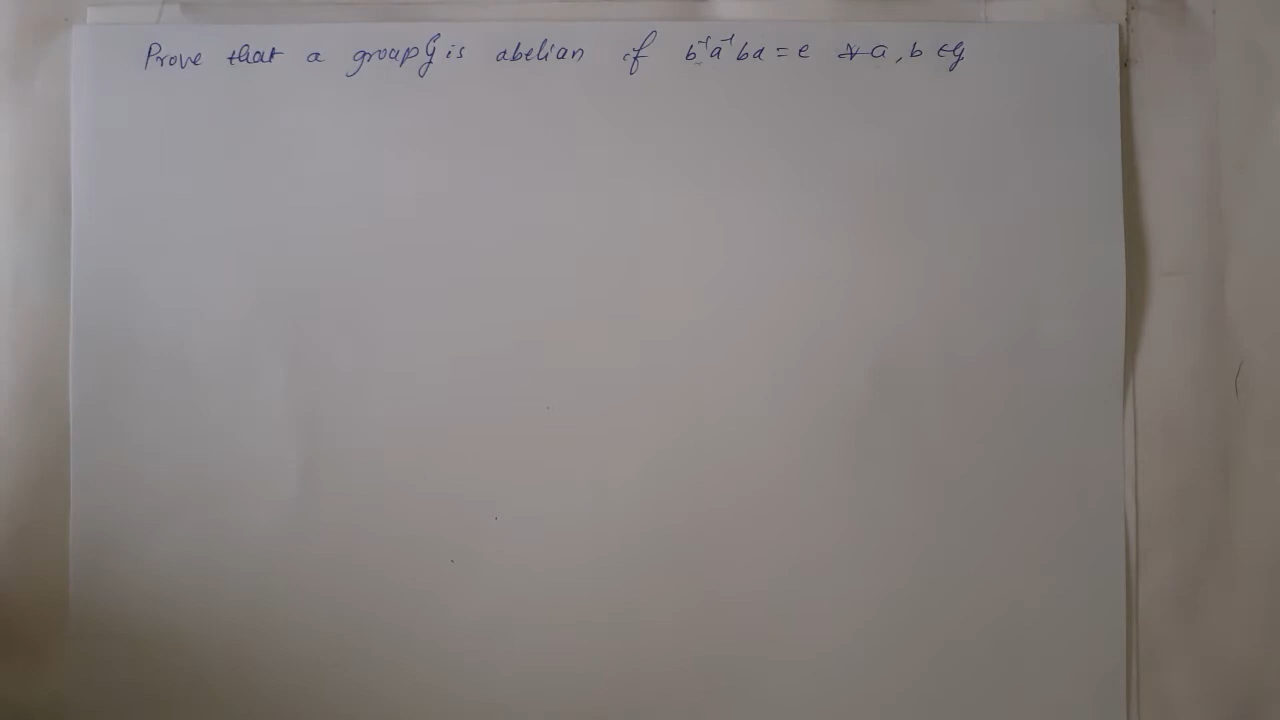 Prove that a group G is abelian if b⁻¹a⁻¹ba = e ∀ a, b ∈ G